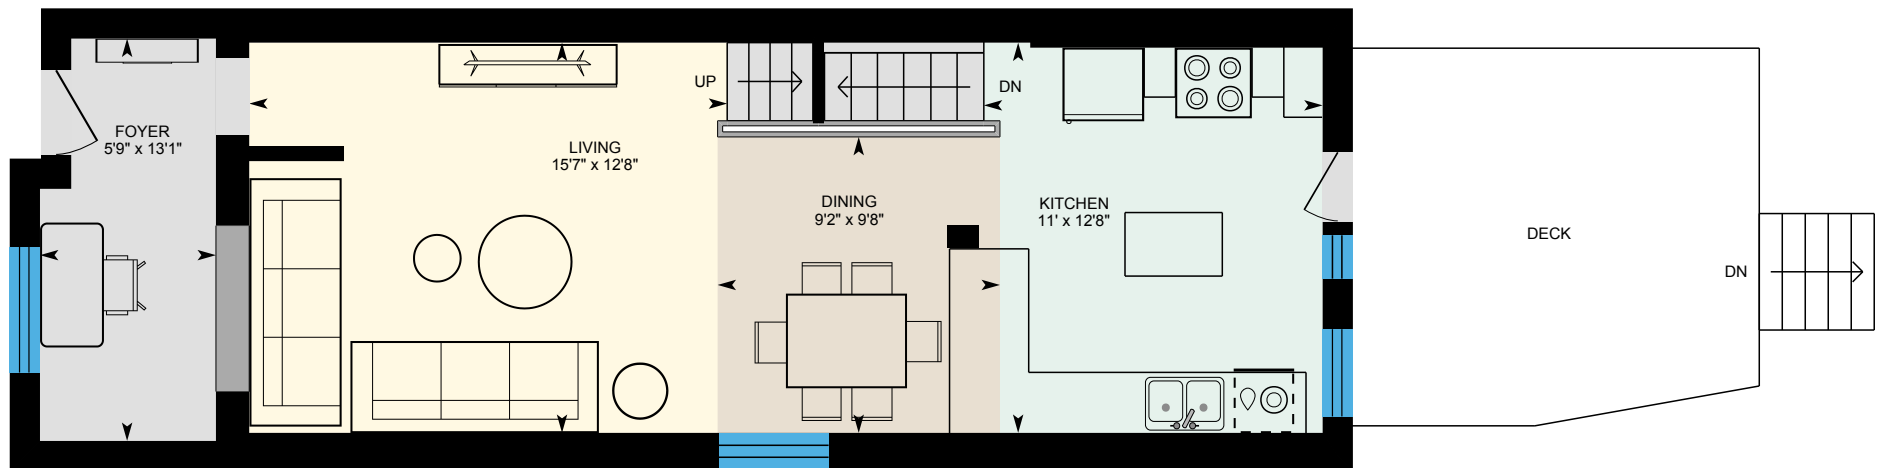 FOYER
5'9" x 13'1"
LIVING
15'7" x 12'8"
UP
DN
DINING
9'2" x 9'8"
KITCHEN
11' x 12'8"
DECK
DN